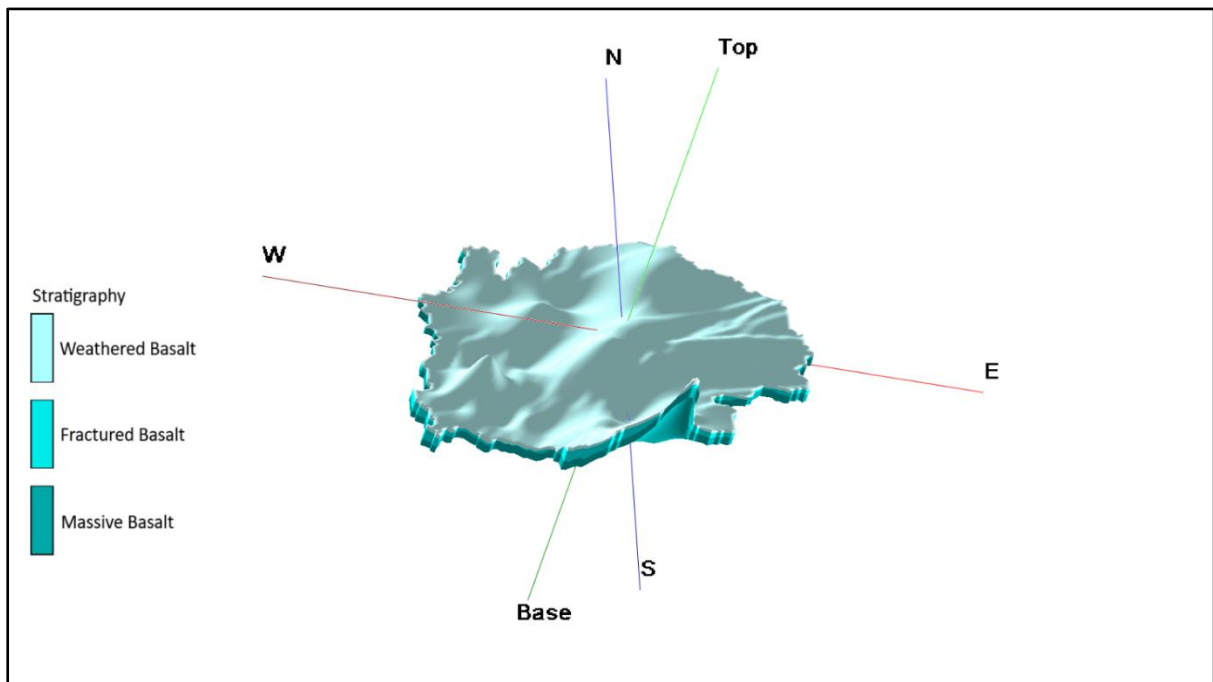 N
Top
W
Stratigraphy
Weathered Basalt
E
Fractured Basalt
Massive Basalt
S
Base